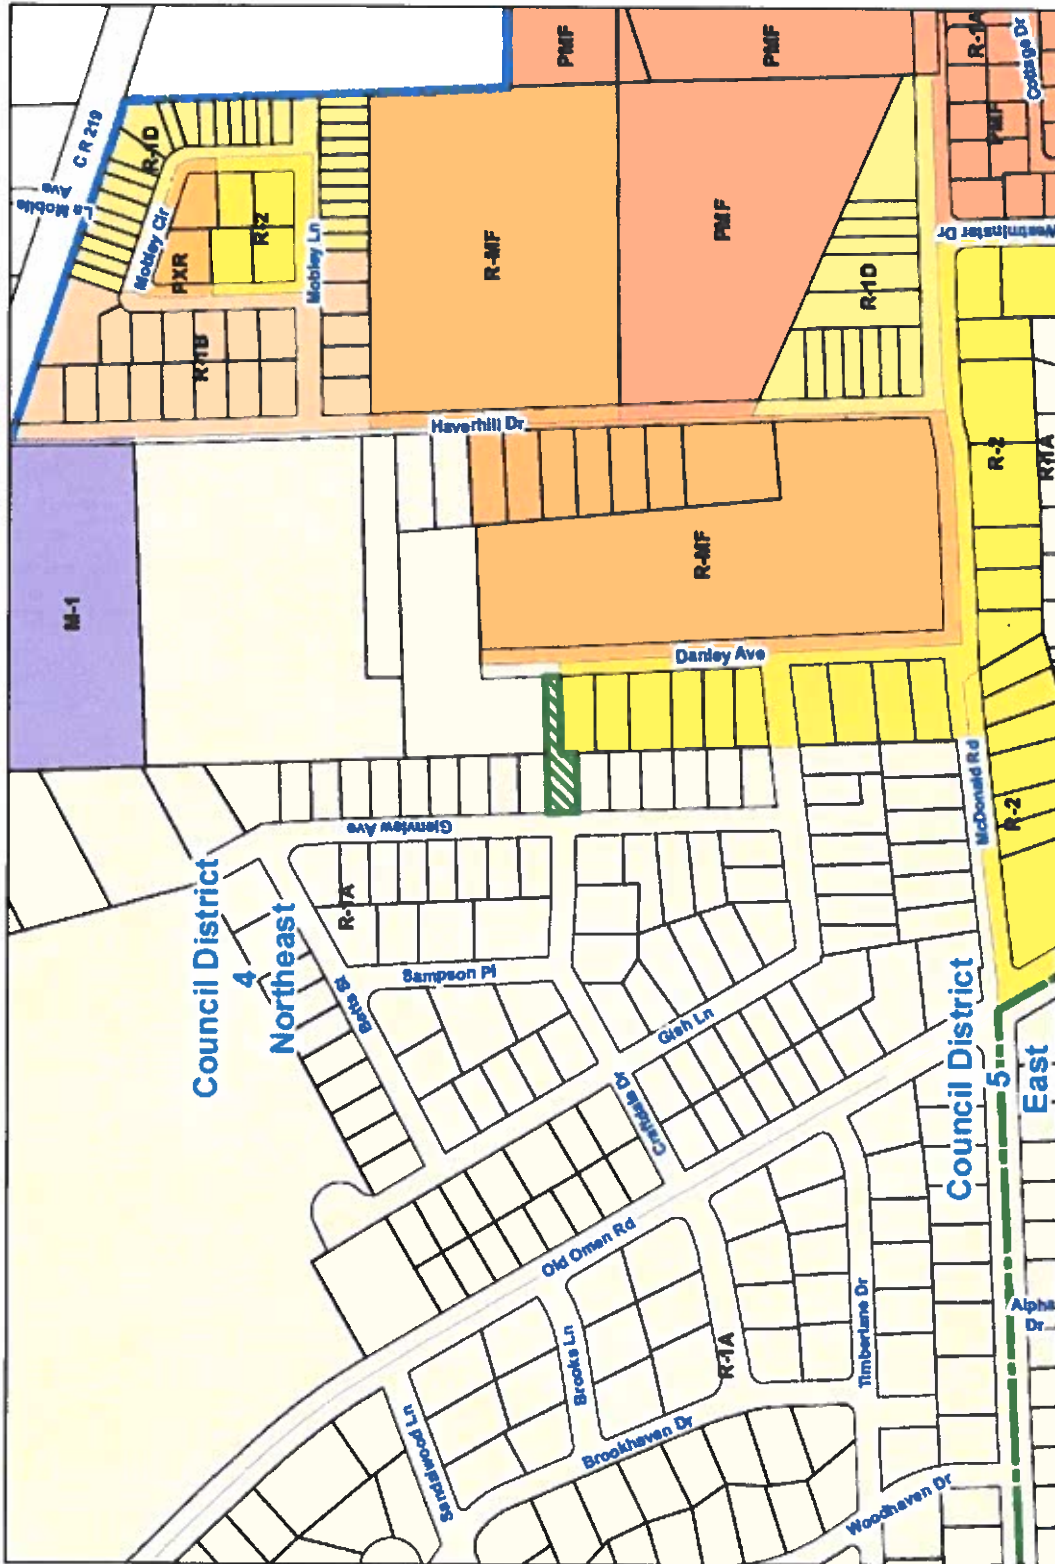 C R 219
La Mobile
Ave
R-1D
Mobley Cir
PXR
R-2
Mobley Ln
R-1B
PMF
PMF
R-1A
Cottage Dr
PMF
Westminster Dr
R-MF
PMF
R-1D
Haverhill Dr
M-1
R-MF
R-2
R-1A
Danley Ave
McDonald Rd
R-2
Glenview Ave
Council District
4
Northeast
R-1A
Betts St
Sampson Pl
Gish Ln
Crafdale Dr
Old Omen Rd
Council District
5
East
Alpha
Dr
Timberlane Dr
R-1A
Brooks Ln
Brookhaven Dr
Sandalwood Ln
Woodhaven Dr